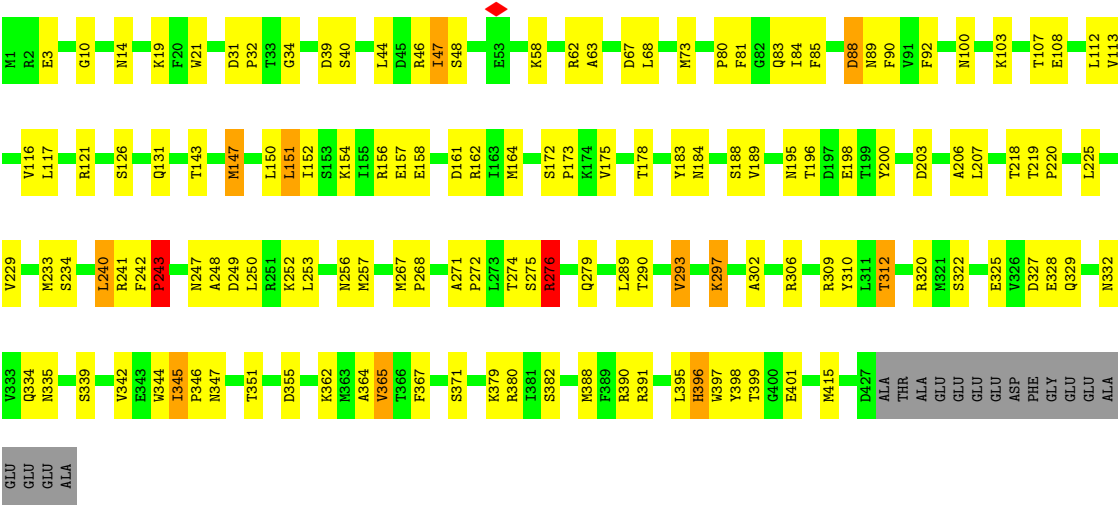 M1 R2 E3 G10 N14 K19 F20 W21 D31 P32 T33 G34 D39 S40 L44 D45 R46 I47 S48 E53 K58 R62 A63 D67 L68 M73 P80 F81 G82 Q83 I84 F85 D88 N89 F90 V91 F92 N100 K103 T107 E108 L112 V113
V116 L117 R121 S126 Q131 T143 M147 L150 L151 I152 S153 K154 I155 R156 E157 E158 D161 R162 I163 M164 S172 P173 K174 V175 T178 Y183 N184 S188 V189 N195 T196 D197 E198 T199 Y200 D203 A206 L207 T218 T219 P220 L225
V229 M233 S234 L240 R241 F242 P243 N247 A248 D249 L250 R251 K252 L253 N256 M257 M267 P268 A271 P272 L273 T274 S275 R276 Q279 L289 T290 V293 K297 A302 R306 R309 Y310 L311 T312 R320 M321 S322 E325 V326 D327 E328 Q329 N332
V333 Q334 N335 S339 V342 E343 W344 I345 P346 N347 T351 D355 K362 M363 A364 V365 T366 F367 S371 K379 R380 I381 S382 M388 F389 R390 R391 L395 H396 W397 Y398 T399 G400 E401 M415 D427 ALA THR ALA GLU GLU GLU GLU ASP PHE GLY GLU GLU ALA
GLU GLU GLU ALA